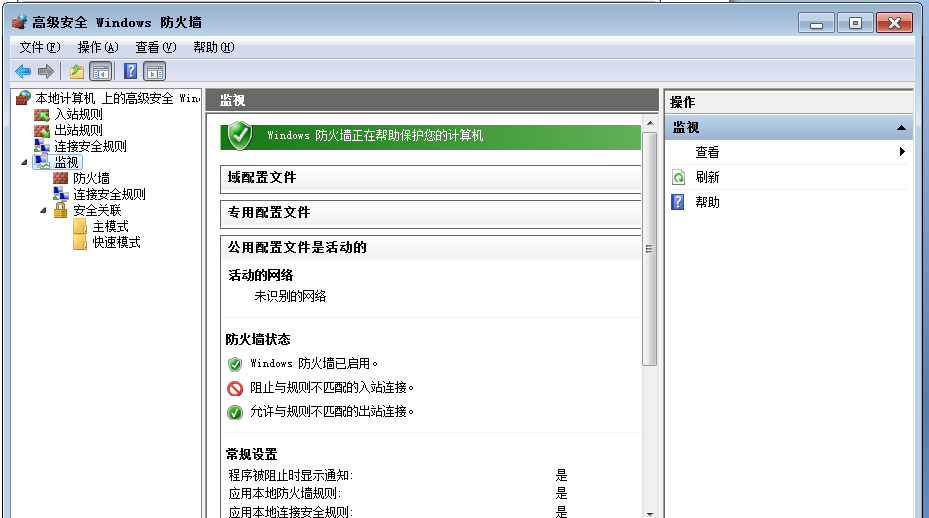 高级安全 Windows 防火墙
文件(F) 操作(A) 查看(V) 帮助(H)
本地计算机 上的高级安全 Win
入站规则
出站规则
连接安全规则
监视
防火墙
连接安全规则
安全关联
主模式
快速模式
监视
Windows 防火墙正在帮助保护您的计算机
域配置文件
专用配置文件
公用配置文件是活动的
活动的网络
未识别的网络
防火墙状态
Windows 防火墙已启用。
阻止与规则不匹配的入站连接。
允许与规则不匹配的出站连接。
常规设置
程序被阻止时显示通知: 是
应用本地防火墙规则: 是
应用本地连接安全规则: 是
操作
监视
查看
刷新
帮助